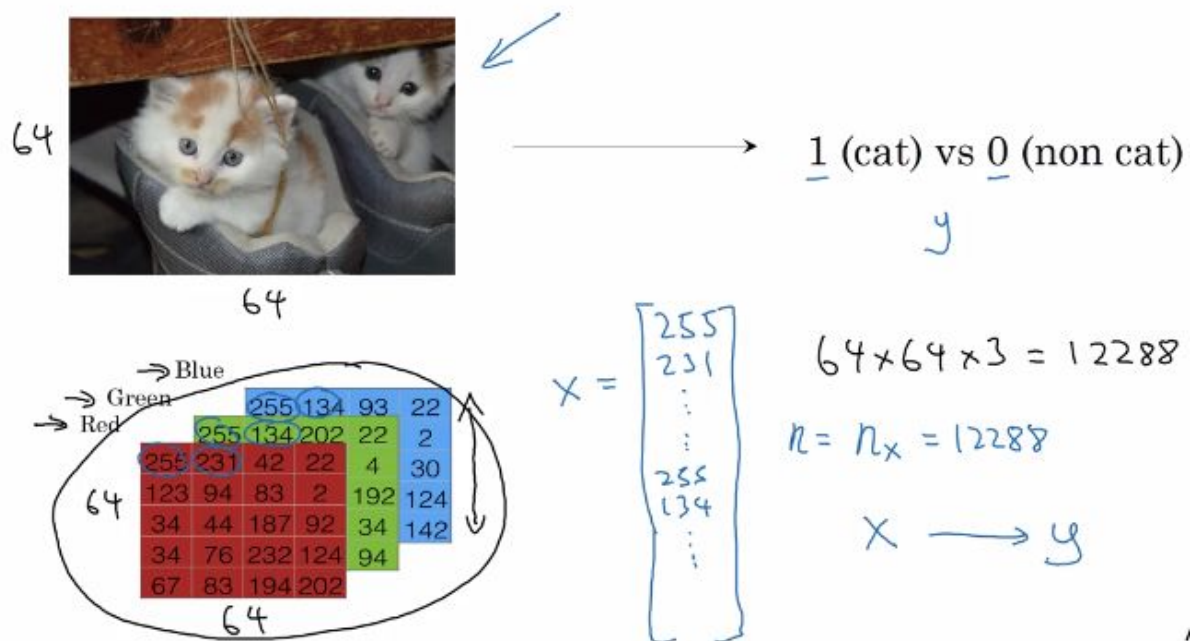 64
1 (cat) vs 0 (non cat)
y
64
Blue
Green
Red
255 134 93 22
255 134 202 22 2
255 231 42 22 4 30
123 94 83 2 192 124
34 44 187 92 34 142
34 76 232 124 94
67 83 194 202
64
64
x =
255
231
⋮
⋮
255
134
⋮
64×64×3 = 12288
n = nₓ = 12288
X → y